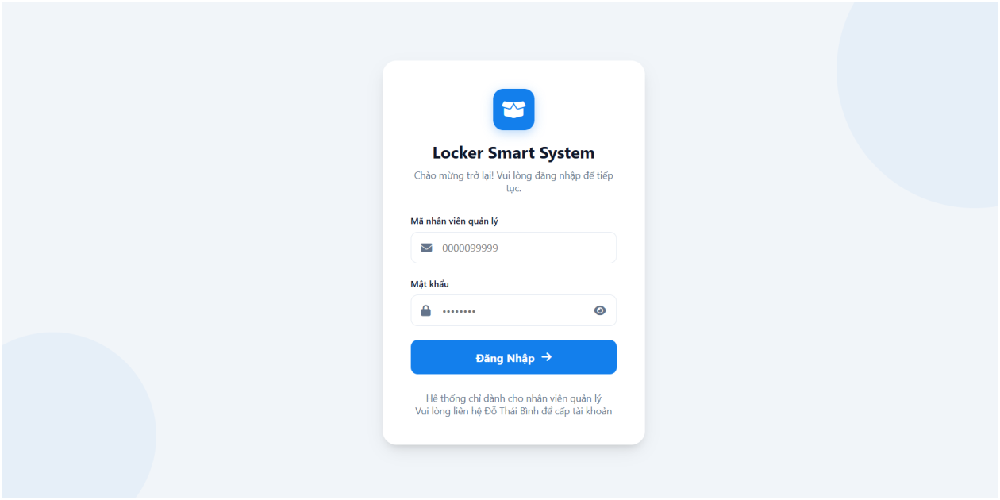 Locker Smart System
Chào mừng trở lại! Vui lòng đăng nhập để tiếp
tục.
Mã nhân viên quản lý
0000099999
Mật khẩu
••••••••
Đăng Nhập →
Hệ thống chỉ dành cho nhân viên quản lý
Vui lòng liên hệ Đỗ Thái Bình để cấp tài khoản